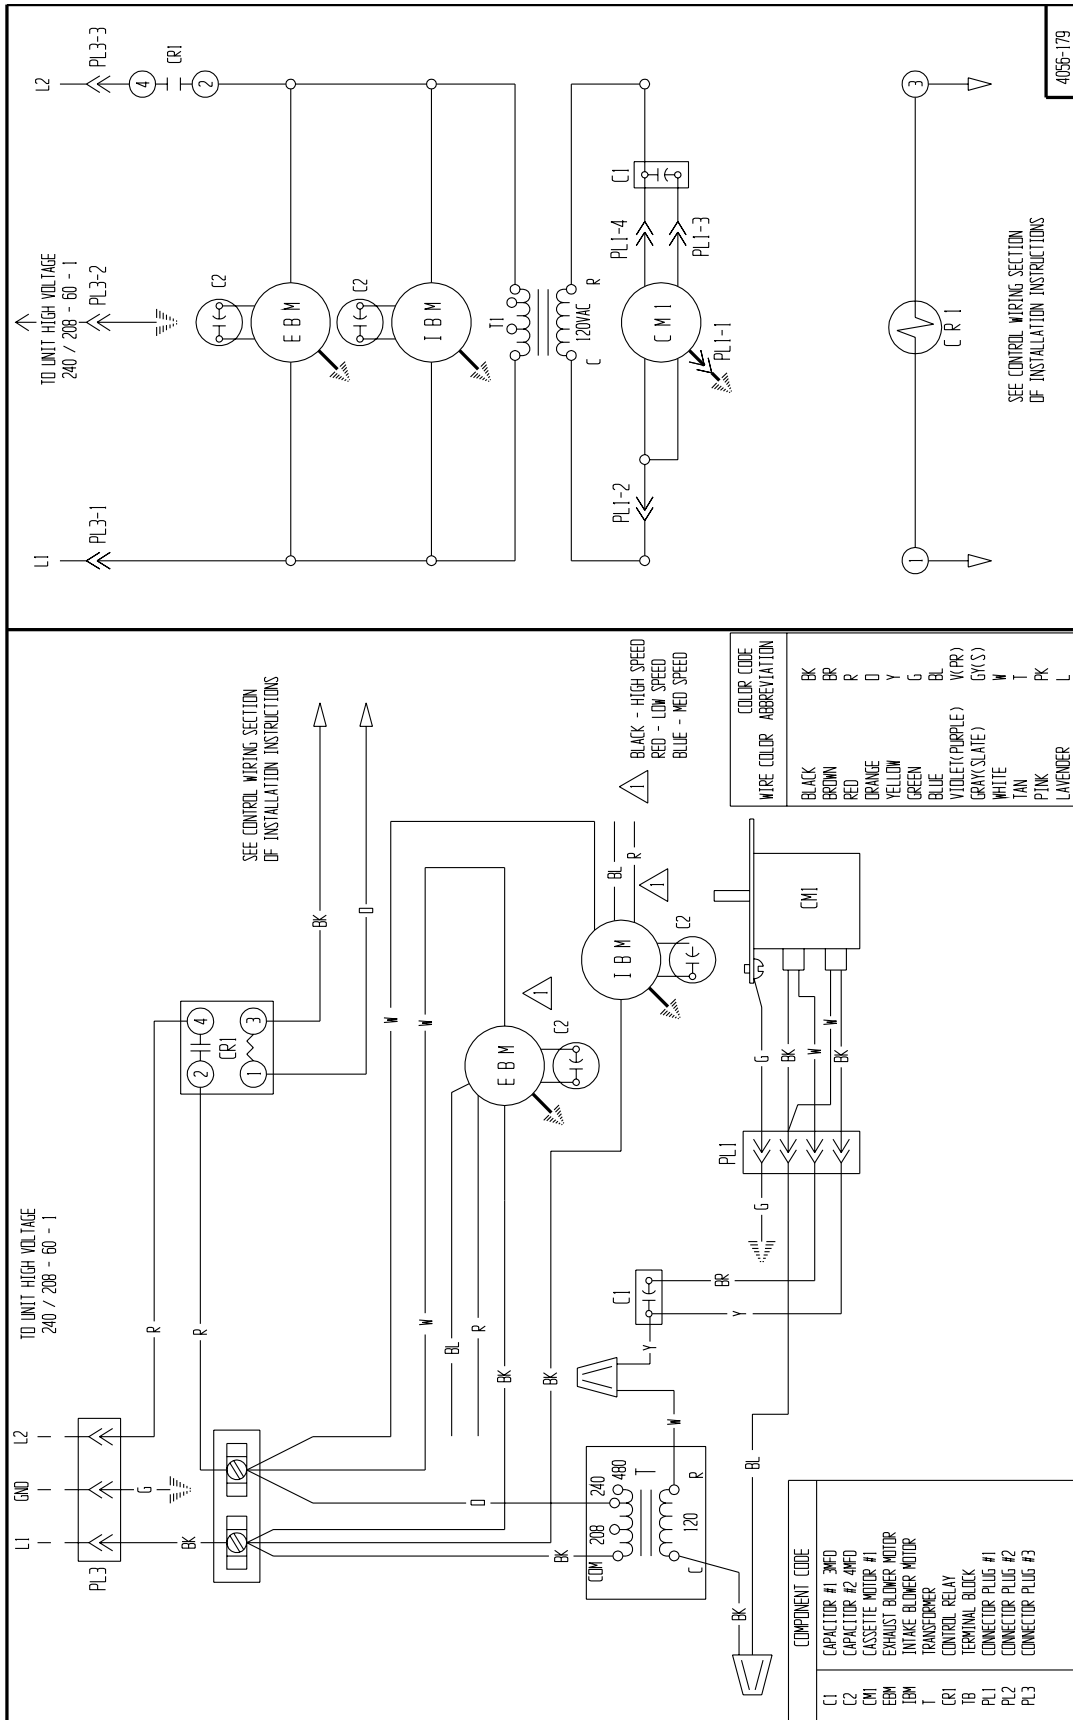 TO UNIT HIGH VOLTAGE
240 / 208 - 60 - 1
L1
GND
L2
PL3
G
BK
R
R
CR1
2
4
1
3
BK
O
SEE CONTROL WIRING SECTION
OF INSTALLATION INSTRUCTIONS
W
W
W
BL
R
BK
BK
EBM
C2
1
IBM
C2
1
BL
R
1
BLACK - HIGH SPEED
RED - LOW SPEED
BLUE - MED SPEED
O
BK
COM
208
240
480
T
120
C
R
W
Y
C1
Y
BR
BK
BL
PL1
G
G
BK
W
W
BK
CM1
COMPONENT CODE
C1 CAPACITOR #1 3MFD
C2 CAPACITOR #2 4MFD
CM1 CASSETTE MOTOR #1
EBM EXHAUST BLOWER MOTOR
IBM INTAKE BLOWER MOTOR
T TRANSFORMER
CR1 CONTROL RELAY
TB TERMINAL BLOCK
PL1 CONNECTOR PLUG #1
PL2 CONNECTOR PLUG #2
PL3 CONNECTOR PLUG #3
COLOR CODE
WIRE COLOR ABBREVIATION
BLACK BK
BROWN BR
RED R
ORANGE O
YELLOW Y
GREEN G
BLUE BL
VIOLET(PURPLE) V(PR)
GRAY(SLATE) GY(S)
WHITE W
TAN T
PINK PK
LAVENDER L
L1
PL3-1
TO UNIT HIGH VOLTAGE
240 / 208 - 60 - 1
PL3-2
L2
PL3-3
4
CR1
2
C2
EBM
C2
IBM
T1
120VAC
C
R
PL1-2
CM1
PL1-1
PL1-4
PL1-3
C1
1
CR1
3
SEE CONTROL WIRING SECTION
OF INSTALLATION INSTRUCTIONS
4056-179